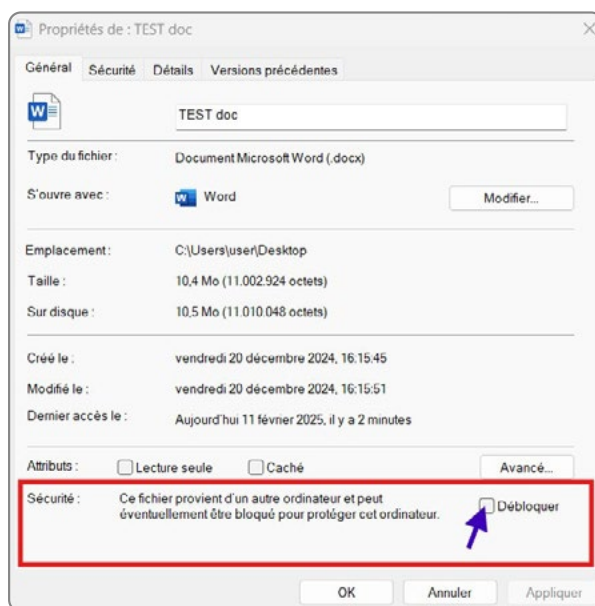 Propriétés de : TEST doc
Général Sécurité Détails Versions précédentes
TEST doc
Type du fichier : Document Microsoft Word (.docx)
S'ouvre avec : Word Modifier...
Emplacement : C:\Users\user\Desktop
Taille : 10,4 Mo (11.002.924 octets)
Sur disque : 10,5 Mo (11.010.048 octets)
Créé le : vendredi 20 décembre 2024, 16:15:45
Modifié le : vendredi 20 décembre 2024, 16:15:51
Dernier accès le : Aujourd'hui 11 février 2025, il y a 2 minutes
Attributs : Lecture seule Caché Avancé...
Sécurité : Ce fichier provient d'un autre ordinateur et peut
éventuellement être bloqué pour protéger cet ordinateur. Débloquer
OK Annuler Appliquer